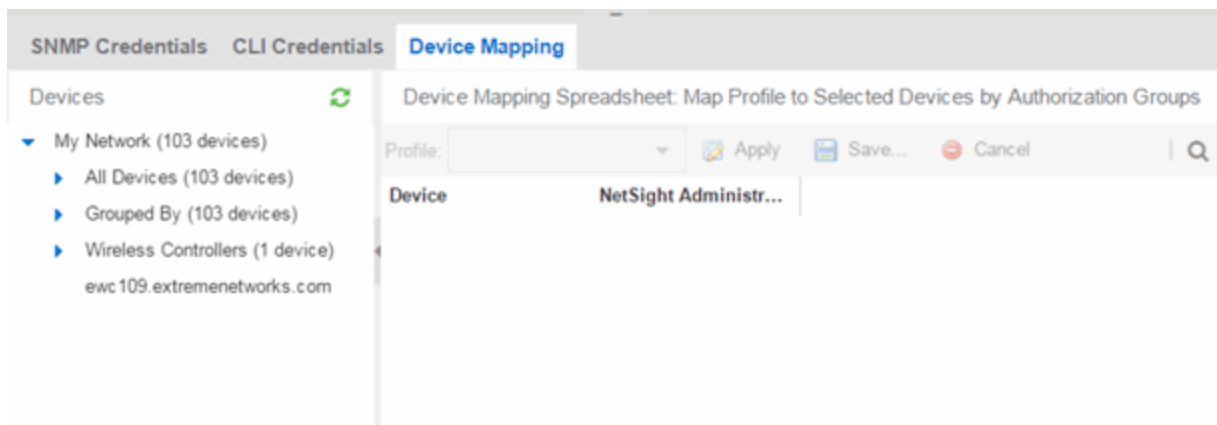 SNMP Credentials CLI Credentials Device Mapping
Devices
Device Mapping Spreadsheet: Map Profile to Selected Devices by Authorization Groups
My Network (103 devices)
All Devices (103 devices)
Grouped By (103 devices)
Wireless Controllers (1 device)
ewc109.extremenetworks.com
Profile: Apply Save... Cancel
Device NetSight Administr...